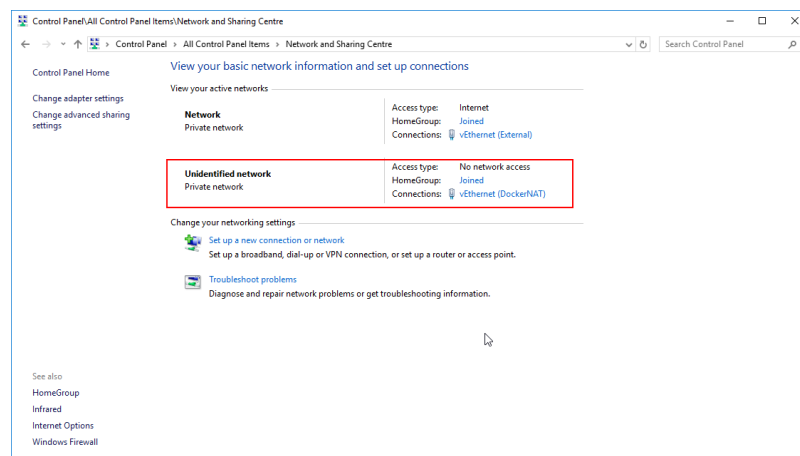 Control Panel\All Control Panel Items\Network and Sharing Centre
Control Panel > All Control Panel Items > Network and Sharing Centre
Search Control Panel
Control Panel Home
Change adapter settings
Change advanced sharing
settings
View your basic network information and set up connections
View your active networks
Network
Private network
Access type: Internet
HomeGroup: Joined
Connections: vEthernet (External)
Unidentified network
Private network
Access type: No network access
HomeGroup: Joined
Connections: vEthernet (DockerNAT)
Change your networking settings
Set up a new connection or network
Set up a broadband, dial-up or VPN connection, or set up a router or access point.
Troubleshoot problems
Diagnose and repair network problems or get troubleshooting information.
See also
HomeGroup
Infrared
Internet Options
Windows Firewall